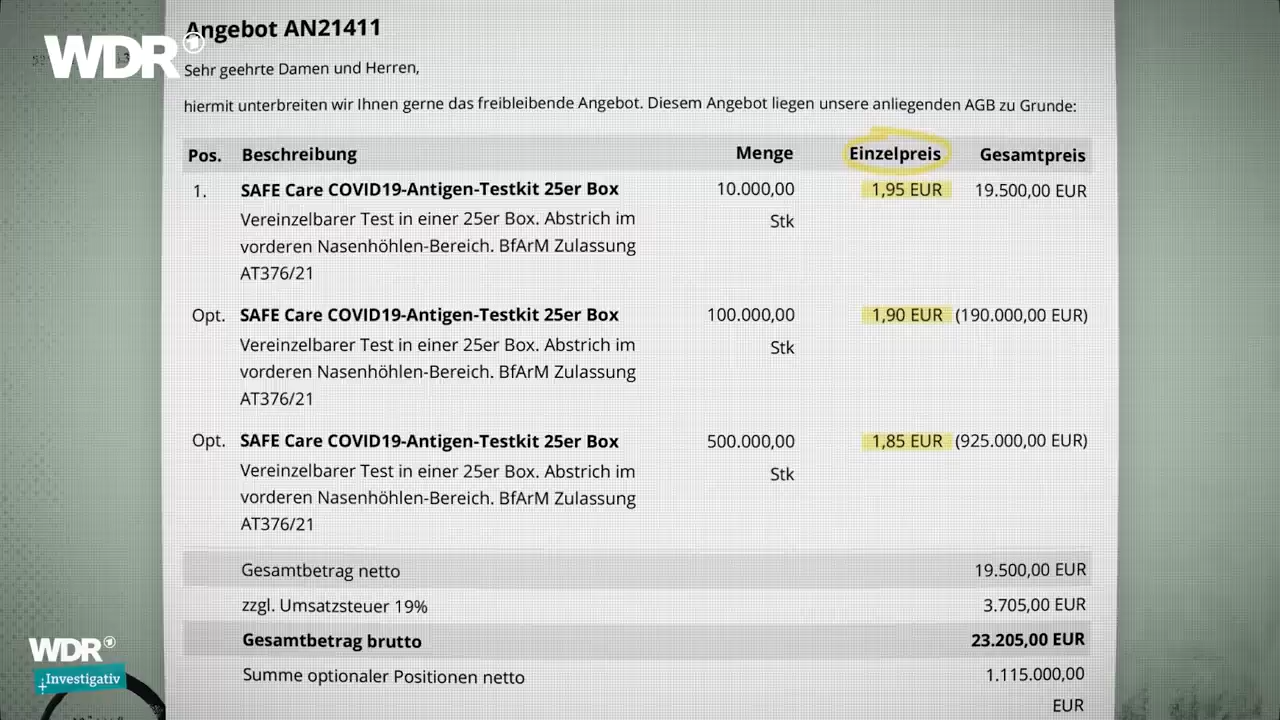 Angebot AN21411
WDR
Sehr geehrte Damen und Herren,
hiermit unterbreiten wir Ihnen gerne das freibleibende Angebot. Diesem Angebot liegen unsere anliegenden AGB zu Grunde:
Pos. Beschreibung Menge Einzelpreis Gesamtpreis
1. SAFE Care COVID19-Antigen-Testkit 25er Box 10.000,00 1,95 EUR 19.500,00 EUR
Vereinzelbarer Test in einer 25er Box. Abstrich im Stk
vorderen Nasenhöhlen-Bereich. BfArM Zulassung
AT376/21
Opt. SAFE Care COVID19-Antigen-Testkit 25er Box 100.000,00 1,90 EUR (190.000,00 EUR)
Vereinzelbarer Test in einer 25er Box. Abstrich im Stk
vorderen Nasenhöhlen-Bereich. BfArM Zulassung
AT376/21
Opt. SAFE Care COVID19-Antigen-Testkit 25er Box 500.000,00 1,85 EUR (925.000,00 EUR)
Vereinzelbarer Test in einer 25er Box. Abstrich im Stk
vorderen Nasenhöhlen-Bereich. BfArM Zulassung
AT376/21
Gesamtbetrag netto 19.500,00 EUR
zzgl. Umsatzsteuer 19% 3.705,00 EUR
Gesamtbetrag brutto 23.205,00 EUR
Summe optionaler Positionen netto 1.115.000,00
EUR
WDR
Investigativ